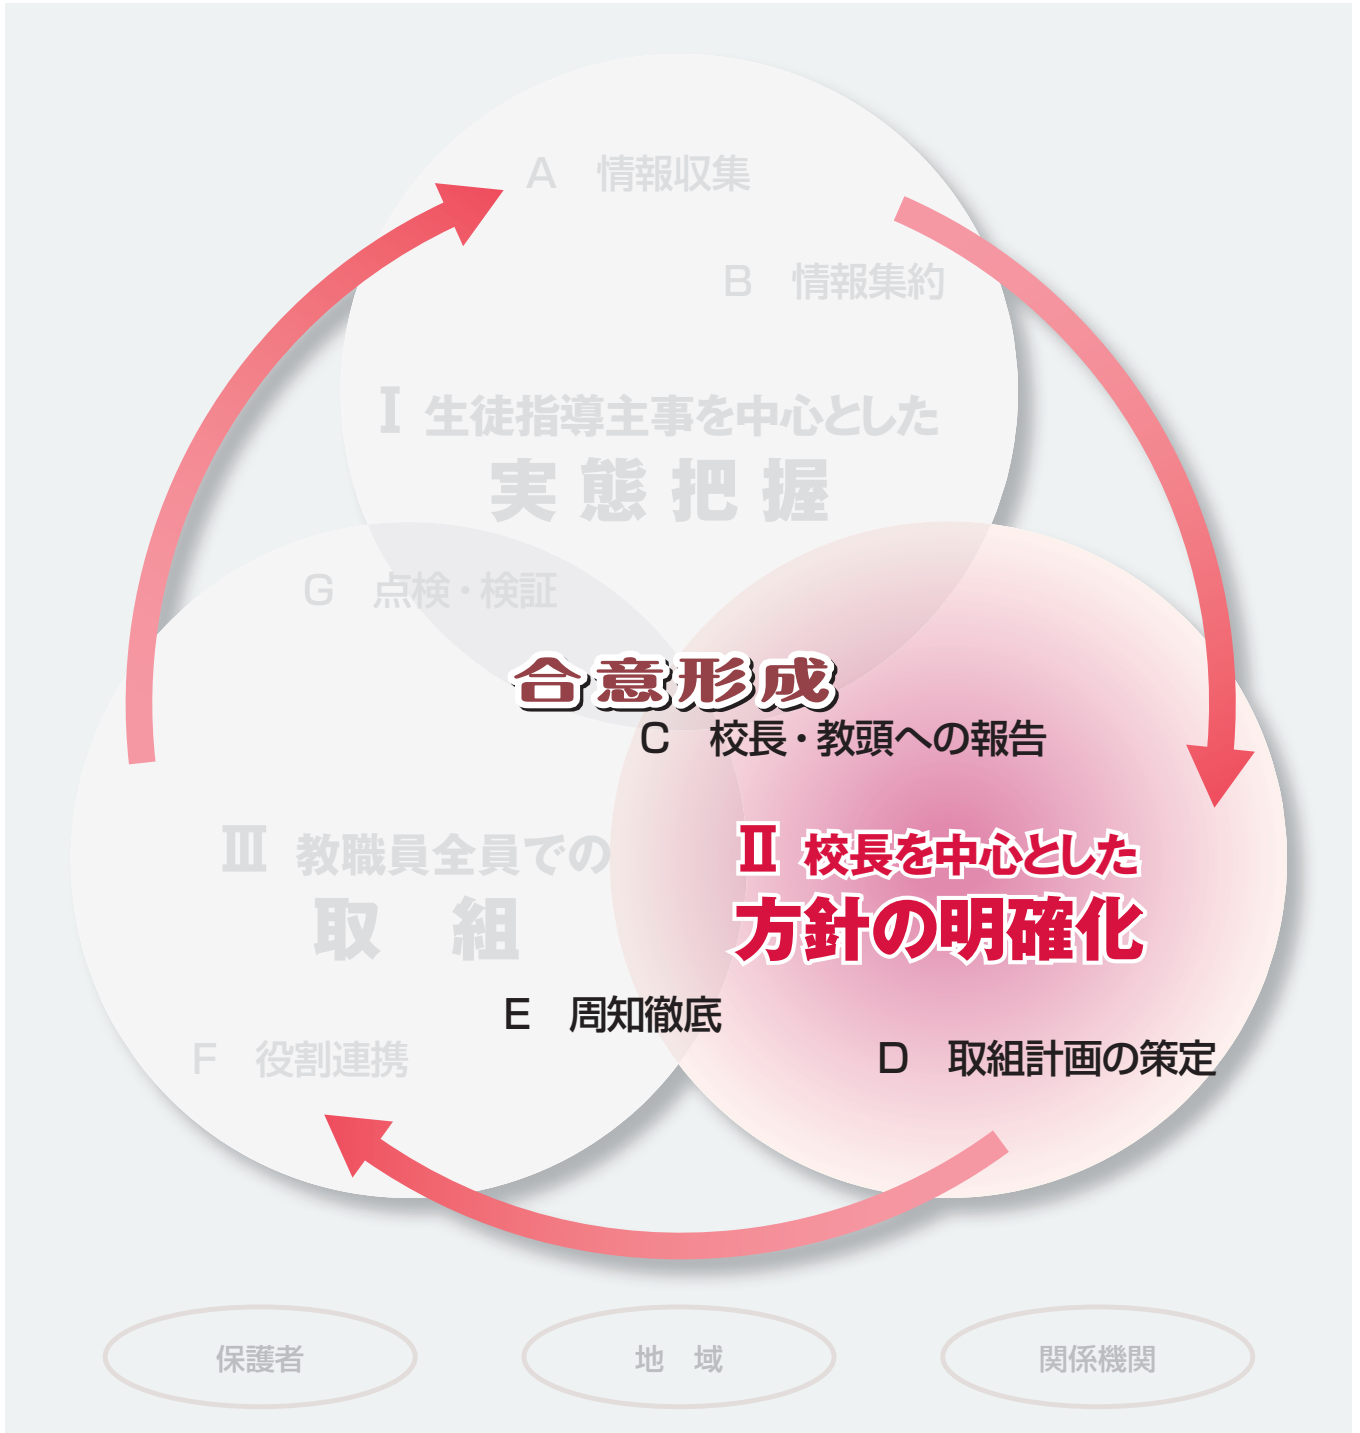 A 情報収集
B 情報集約
Ⅰ 生徒指導主事を中心とした
実態把握
G 点検・検証
合意形成
C 校長・教頭への報告
Ⅲ 教職員全員での
取 組
Ⅱ 校長を中心とした
方針の明確化
E 周知徹底
F 役割連携
D 取組計画の策定
保護者
地 域
関係機関